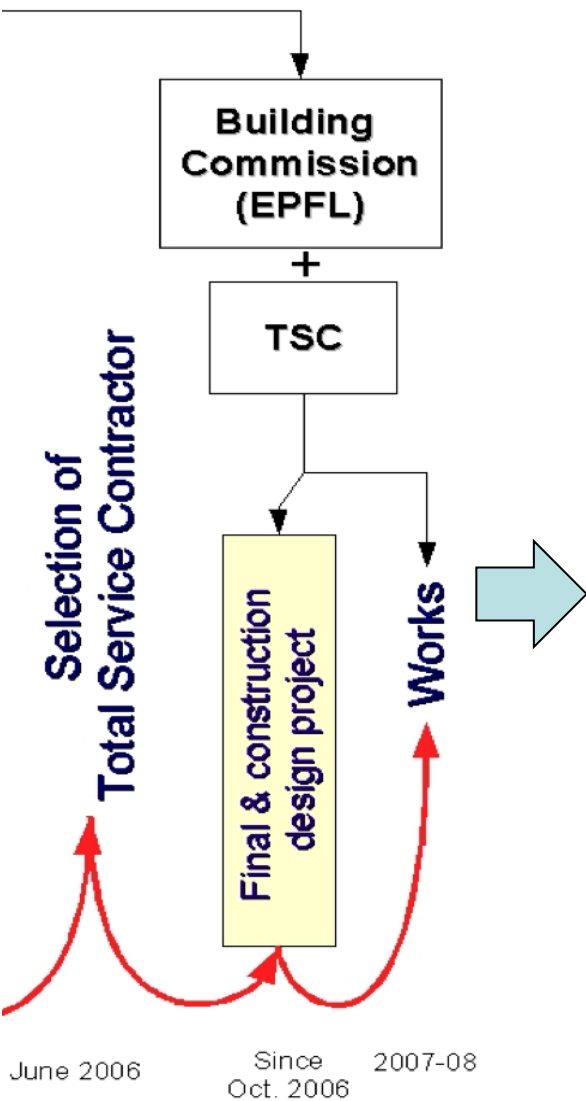 Building
Commission
(EPFL)
+
TSC
Selection of
Total Service Contractor
Final & construction
design project
Works
June 2006
Since
Oct. 2006
2007-08